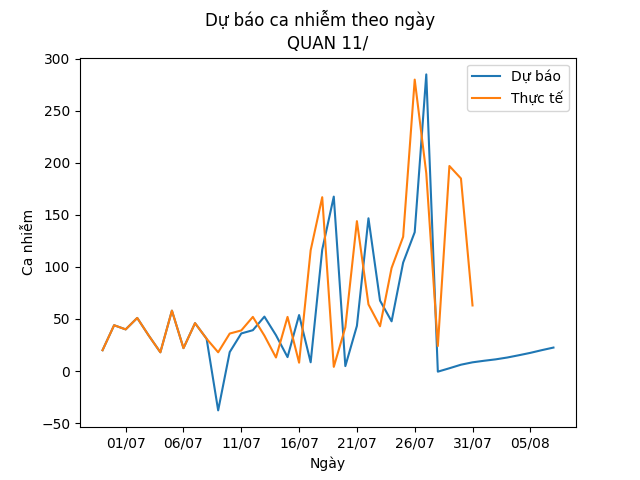 Dự báo ca nhiễm theo ngày
QUAN 11/
Dự báo
Thực tế
Ca nhiễm
300
250
200
150
100
50
0
−50
01/07 06/07 11/07 16/07 21/07 26/07 31/07 05/08
Ngày